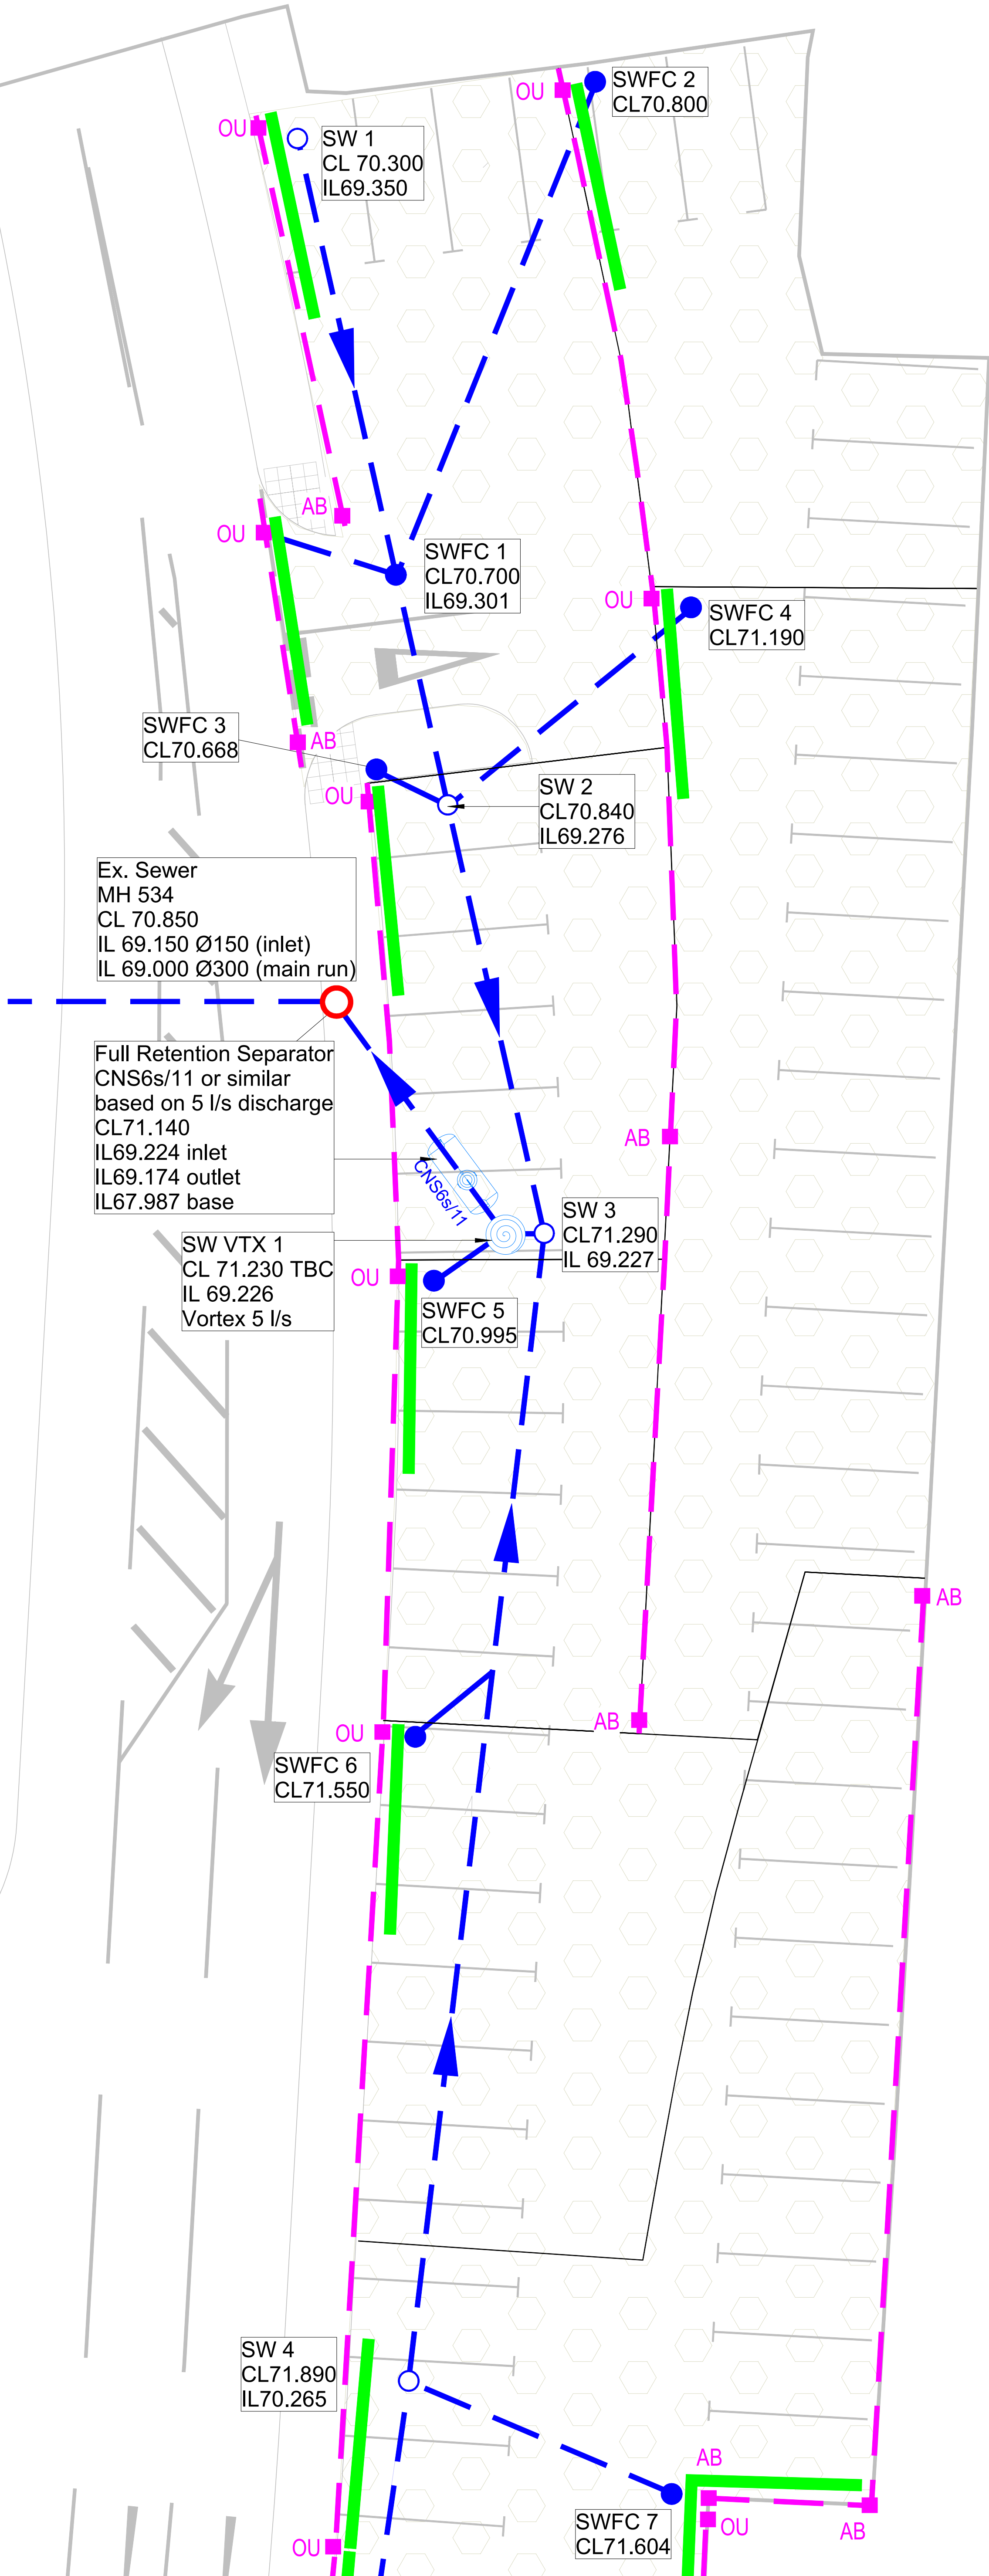 OU
SWFC 2
CL70.800
OU
SW 1
CL 70.300
IL69.350
AB
OU
SWFC 1
CL70.700
IL69.301
OU
SWFC 4
CL71.190
SWFC 3
CL70.668
AB
OU
SW 2
CL70.840
IL69.276
Ex. Sewer
MH 534
CL 70.850
IL 69.150 Ø150 (inlet)
IL 69.000 Ø300 (main run)
Full Retention Separator
CNS6s/11 or similar
based on 5 l/s discharge
CL71.140
IL69.224 inlet
IL69.174 outlet
IL67.987 base
AB
CNS6s/11
SW 3
CL71.290
IL 69.227
SW VTX 1
CL 71.230 TBC
IL 69.226
Vortex 5 l/s
OU
SWFC 5
CL70.995
AB
AB
OU
SWFC 6
CL71.550
SW 4
CL71.890
IL70.265
AB
SWFC 7
CL71.604
OU
AB
OU